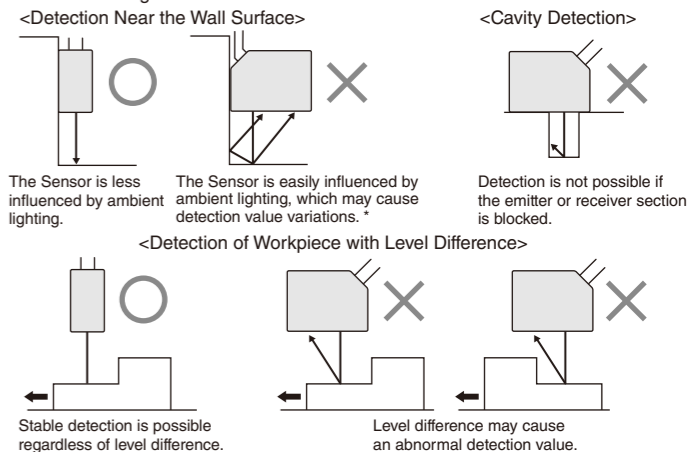 <Detection Near the Wall Surface>
<Cavity Detection>
The Sensor is less
influenced by ambient
lighting.
The Sensor is easily influenced by
ambient lighting, which may cause
detection value variations. *
Detection is not possible if
the emitter or receiver section
is blocked.
<Detection of Workpiece with Level Difference>
Stable detection is possible
regardless of level difference.
Level difference may cause
an abnormal detection value.